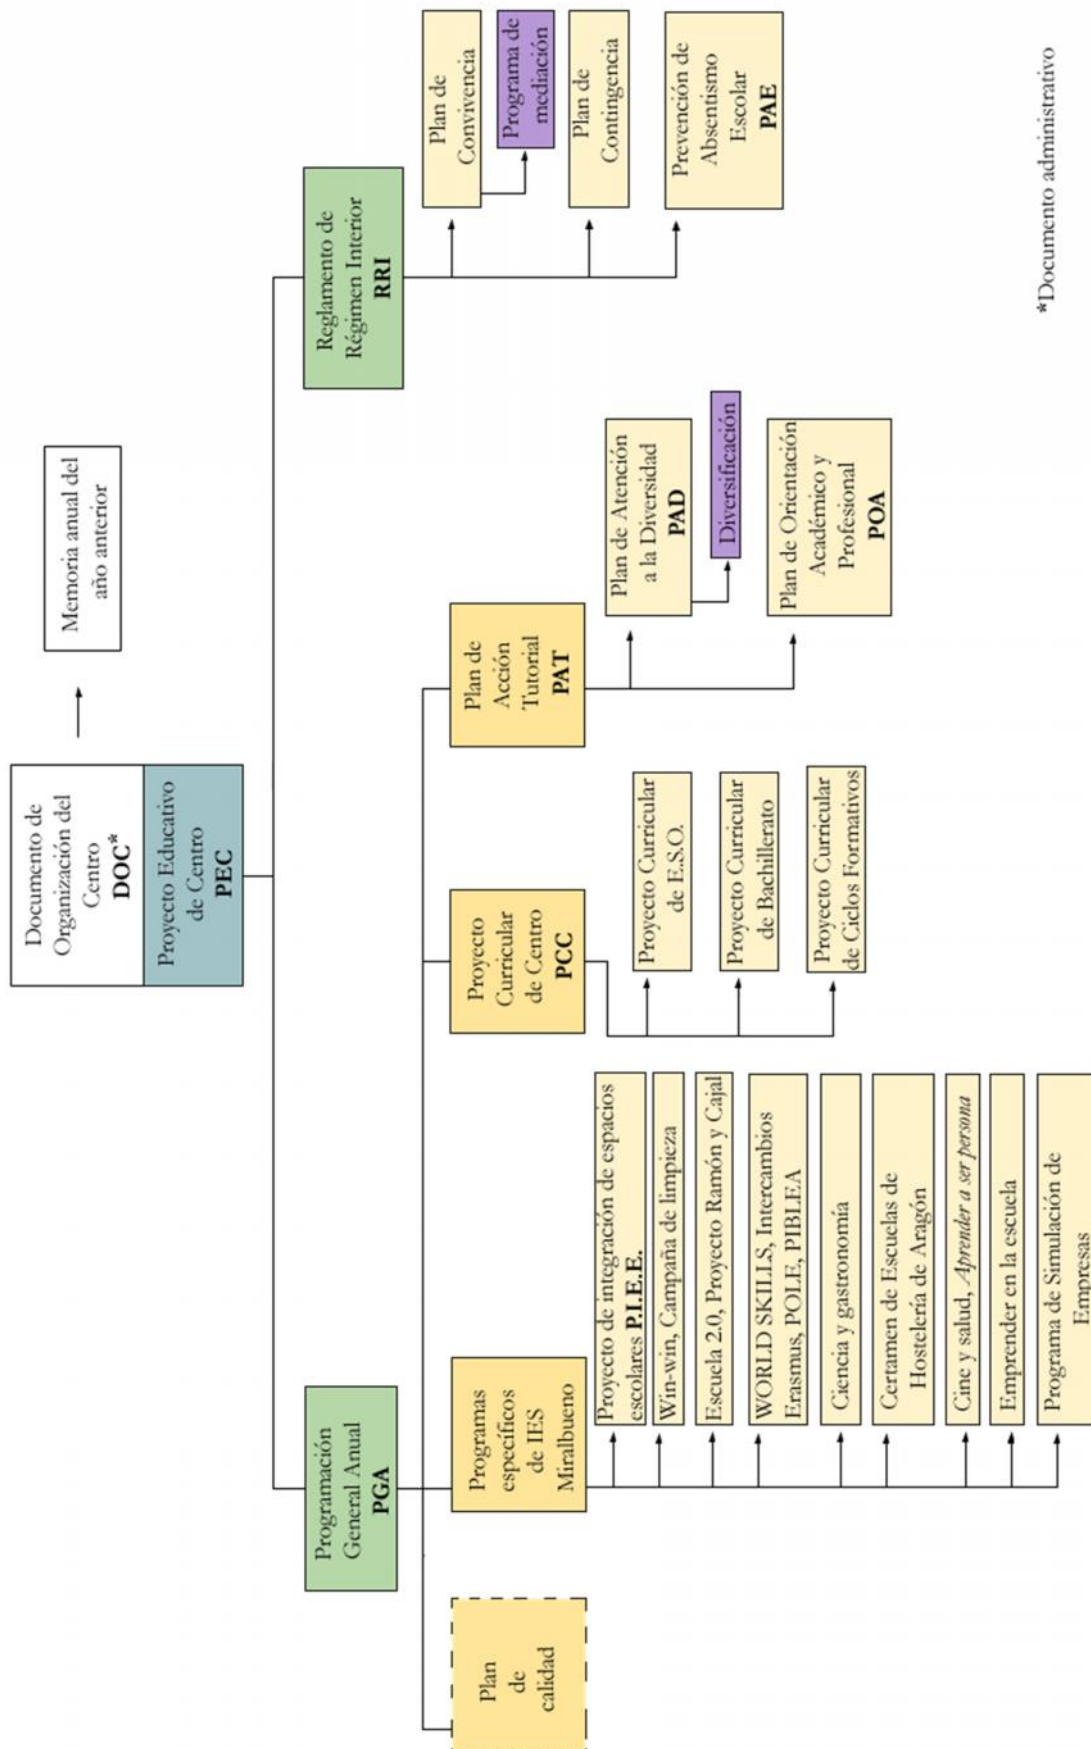 Documento de
Organización del
Centro
DOC*
Memoria anual del
año anterior
Proyecto Educativo
de Centro
PEC
Programación
General Anual
PGA
Reglamento de
Régimen Interior
RRI
Plan
de
calidad
Programas
específicos
de IES
Miralbueno
Proyecto de integración de espacios
escolares P.I.E.E.
Win-win, Campaña de limpieza
Escuela 2.0, Proyecto Ramón y Cajal
WORLD SKILLS, Intercambios
Erasmus, POLE, PIBLEA
Ciencia y gastronomía
Certamen de Escuelas de
Hostelería de Aragón
Cine y salud, Aprender a ser persona
Emprender en la escuela
Programa de Simulación de
Empresas
Proyecto
Curricular
de Centro
PCC
Proyecto Curricular
de E.S.O.
Proyecto Curricular
de Bachillerato
Proyecto Curricular
de Ciclos Formativos
Plan de
Acción
Tutorial
PAT
Plan de Atención
a la Diversidad
PAD
Diversificación
Plan de Orientación
Académico y
Profesional
POA
Plan de
Convivencia
Programa de
mediación
Plan de
Contingencia
Prevención de
Absentismo
Escolar
PAE
*Documento administrativo